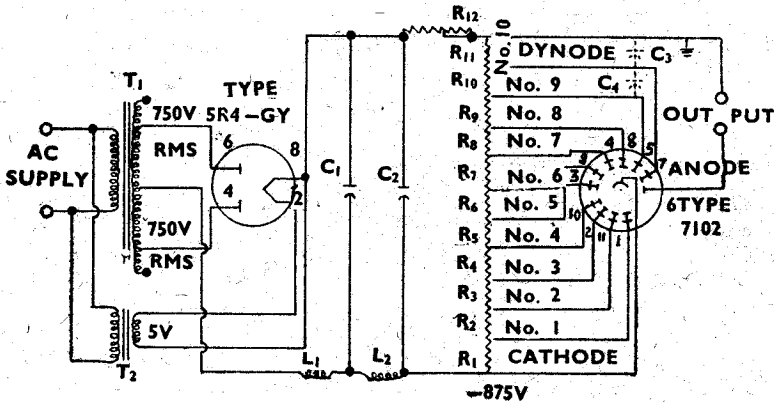 R12
T1
TYPE
5R4-GY
750V
RMS
AC
SUPPLY
750V
RMS
5V
T2
6
4
8
2
C1
C2
L1
L2
R11
R10
R9
R8
R7
R6
R5
R4
R3
R2
R1
No. 10
DYNODE
No. 9
No. 8
No. 7
No. 6
No. 5
No. 4
No. 3
No. 2
No. 1
CATHODE
-875V
C3
C4
OUT PUT
4
5
7
ANODE
3
10
2
11
1
6
TYPE
7102